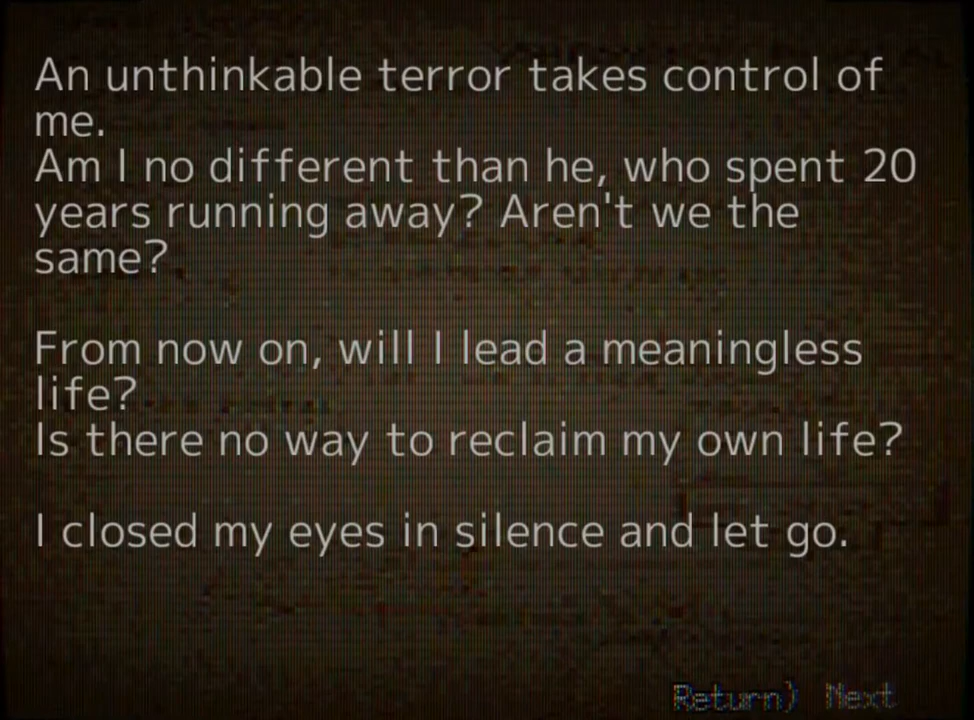 An unthinkable terror takes control of
me.
Am I no different than he, who spent 20
years running away? Aren't we the
same?
From now on, will I lead a meaningless
life?
Is there no way to reclaim my own life?
I closed my eyes in silence and let go.
Return) Next